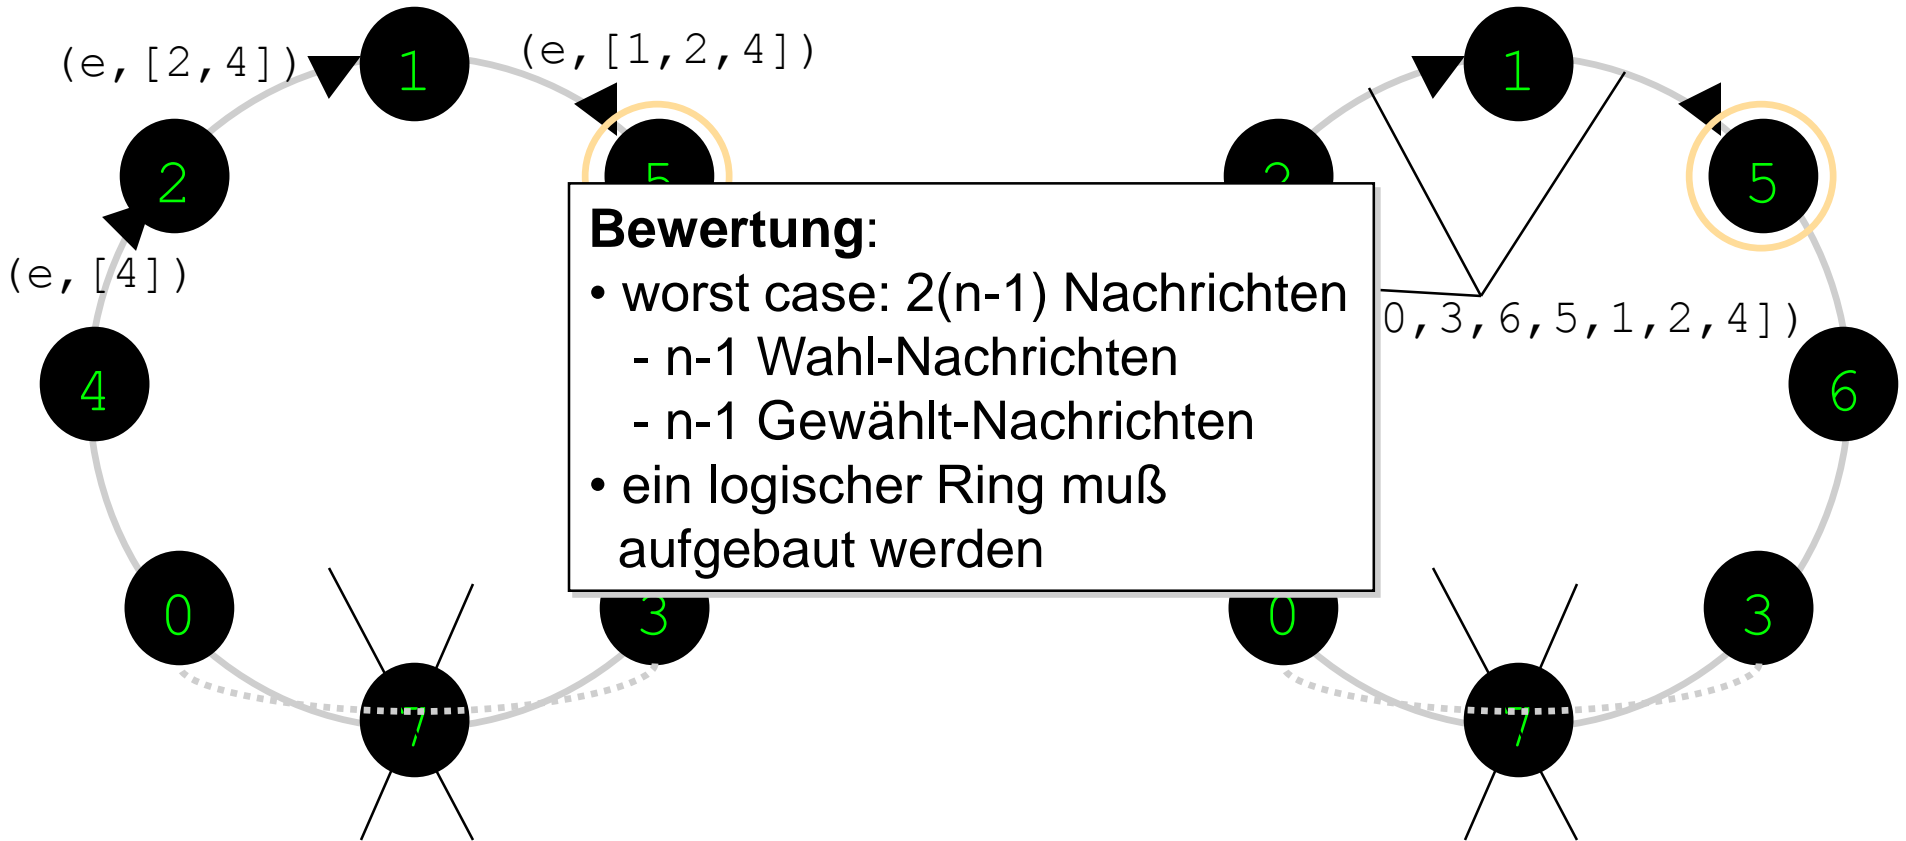 1
(e,[2,4])
(e,[1,2,4])
2
5
(e,[4])
4
0
3
7
Bewertung:
• worst case: 2(n-1) Nachrichten
- n-1 Wahl-Nachrichten
- n-1 Gewählt-Nachrichten
• ein logischer Ring muß
aufgebaut werden
1
2
5
0,3,6,5,1,2,4])
6
0
3
7